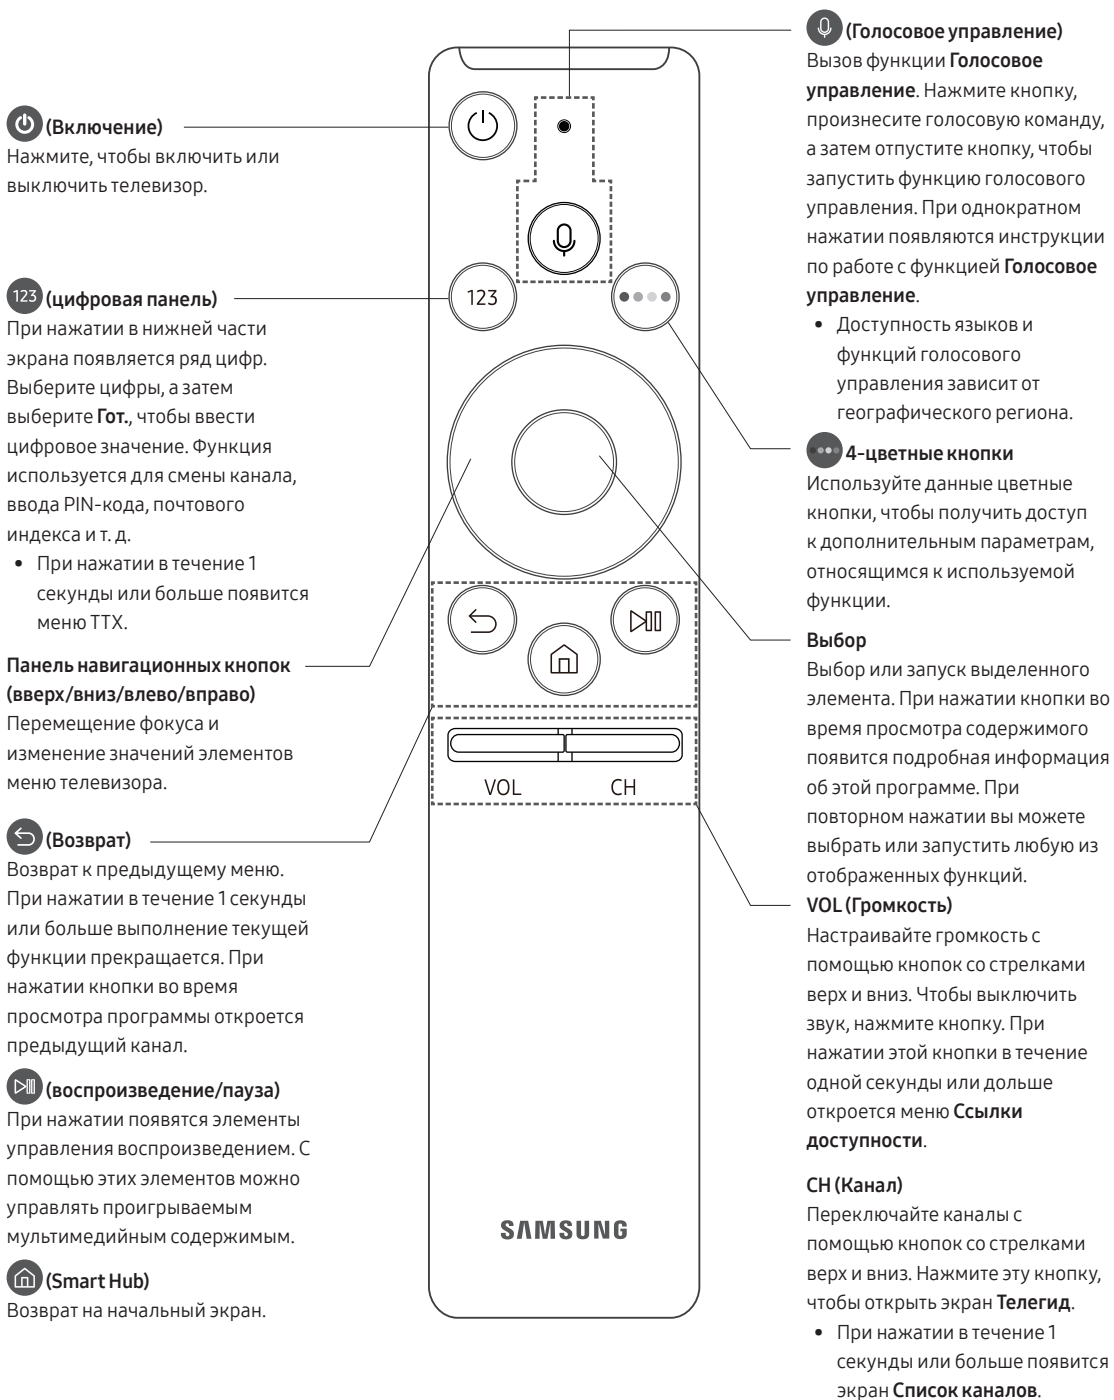 (Включение)
Нажмите, чтобы включить или
выключить телевизор.
123 (цифровая панель)
При нажатии в нижней части
экрана появляется ряд цифр.
Выберите цифры, а затем
выберите Гот., чтобы ввести
цифровое значение. Функция
используется для смены канала,
ввода PIN-кода, почтового
индекса и т. д.
• При нажатии в течение 1
секунды или больше появится
меню TTX.
Панель навигационных кнопок
(вверх/вниз/влево/вправо)
Перемещение фокуса и
изменение значений элементов
меню телевизора.
(Возврат)
Возврат к предыдущему меню.
При нажатии в течение 1 секунды
или больше выполнение текущей
функции прекращается. При
нажатии кнопки во время
просмотра программы откроется
предыдущий канал.
(воспроизведение/пауза)
При нажатии появятся элементы
управления воспроизведением. С
помощью этих элементов можно
управлять проигрываемым
мультимедийным содержимым.
(Smart Hub)
Возврат на начальный экран.
123
VOL CH
SAMSUNG
(Голосовое управление)
Вызов функции Голосовое
управление. Нажмите кнопку,
произнесите голосовую команду,
а затем отпустите кнопку, чтобы
запустить функцию голосового
управления. При однократном
нажатии появляются инструкции
по работе с функцией Голосовое
управление.
• Доступность языков и
функций голосового
управления зависит от
географического региона.
4-цветные кнопки
Используйте данные цветные
кнопки, чтобы получить доступ
к дополнительным параметрам,
относящимся к используемой
функции.
Выбор
Выбор или запуск выделенного
элемента. При нажатии кнопки во
время просмотра содержимого
появится подробная информация
об этой программе. При
повторном нажатии вы можете
выбрать или запустить любую из
отображенных функций.
VOL (Громкость)
Настраивайте громкость с
помощью кнопок со стрелками
верх и вниз. Чтобы выключить
звук, нажмите кнопку. При
нажатии этой кнопки в течение
одной секунды или дольше
откроется меню Ссылки
доступности.
CH (Канал)
Переключайте каналы с
помощью кнопок со стрелками
верх и вниз. Нажмите эту кнопку,
чтобы открыть экран Телегид.
• При нажатии в течение 1
секунды или больше появится
экран Список каналов.